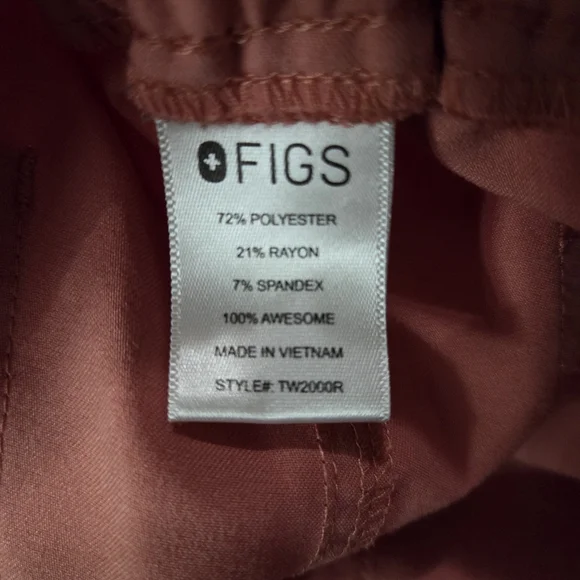 FIGS
72% POLYESTER
21% RAYON
7% SPANDEX
100% AWESOME
MADE IN VIETNAM
STYLE#: TW2000R